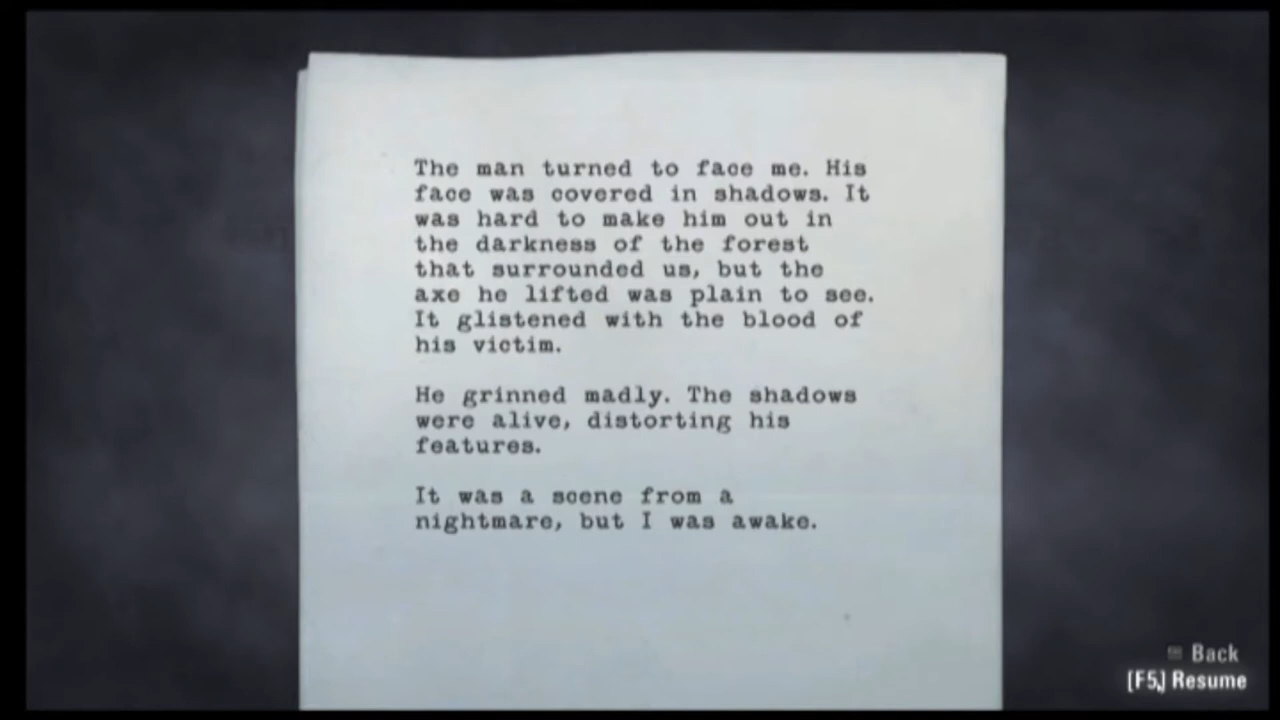 The man turned to face me. His
face was covered in shadows. It
was hard to make him out in
the darkness of the forest
that surrounded us, but the
axe he lifted was plain to see.
It glistened with the blood of
his victim.
He grinned madly. The shadows
were alive, distorting his
features.
It was a scene from a
nightmare, but I was awake.
Back
[F5] Resume